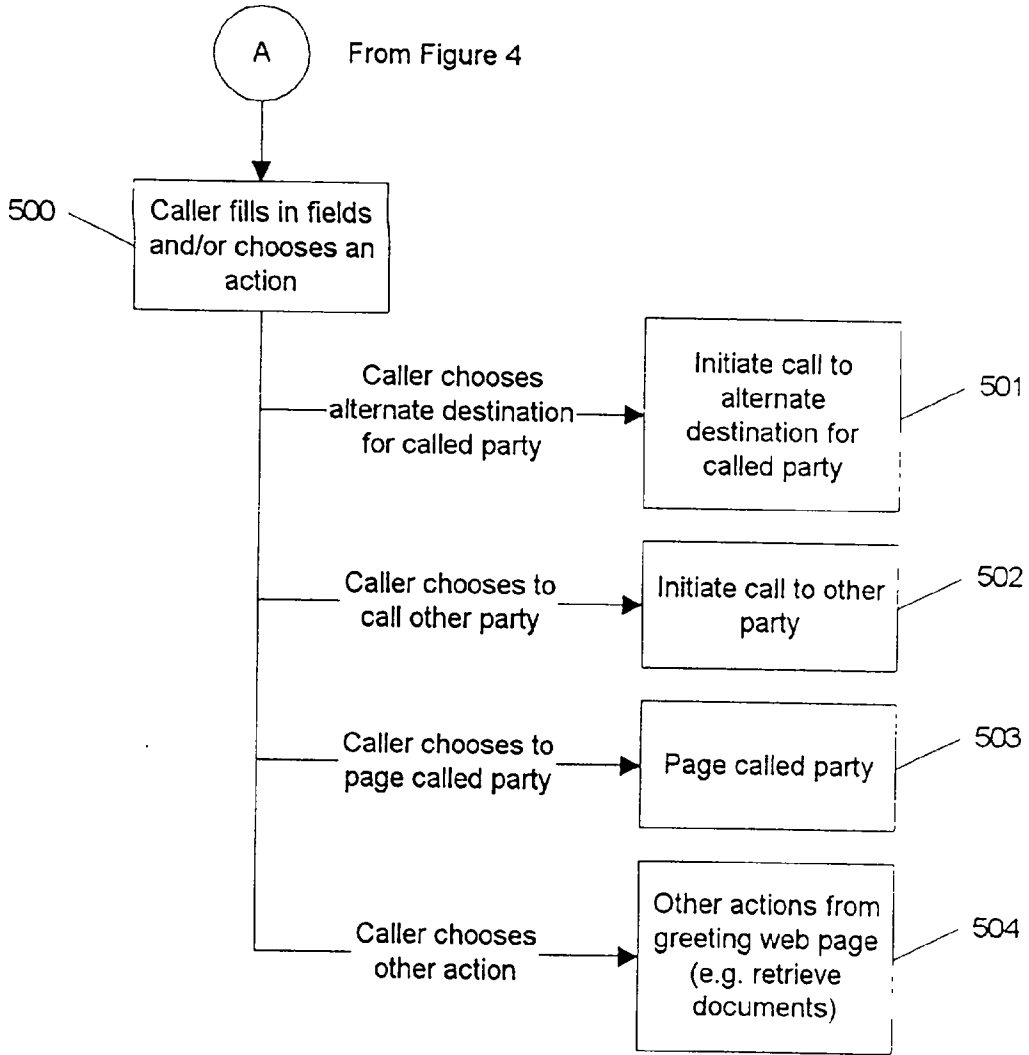 A
From Figure 4
500
Caller fills in fields
and/or chooses an
action
Caller chooses
alternate destination
for called party
Initiate call to
alternate
destination for
called party
501
Caller chooses to
call other party
Initiate call to other
party
502
Caller chooses to
page called party
Page called party
503
Caller chooses
other action
Other actions from
greeting web page
(e.g. retrieve
documents)
504